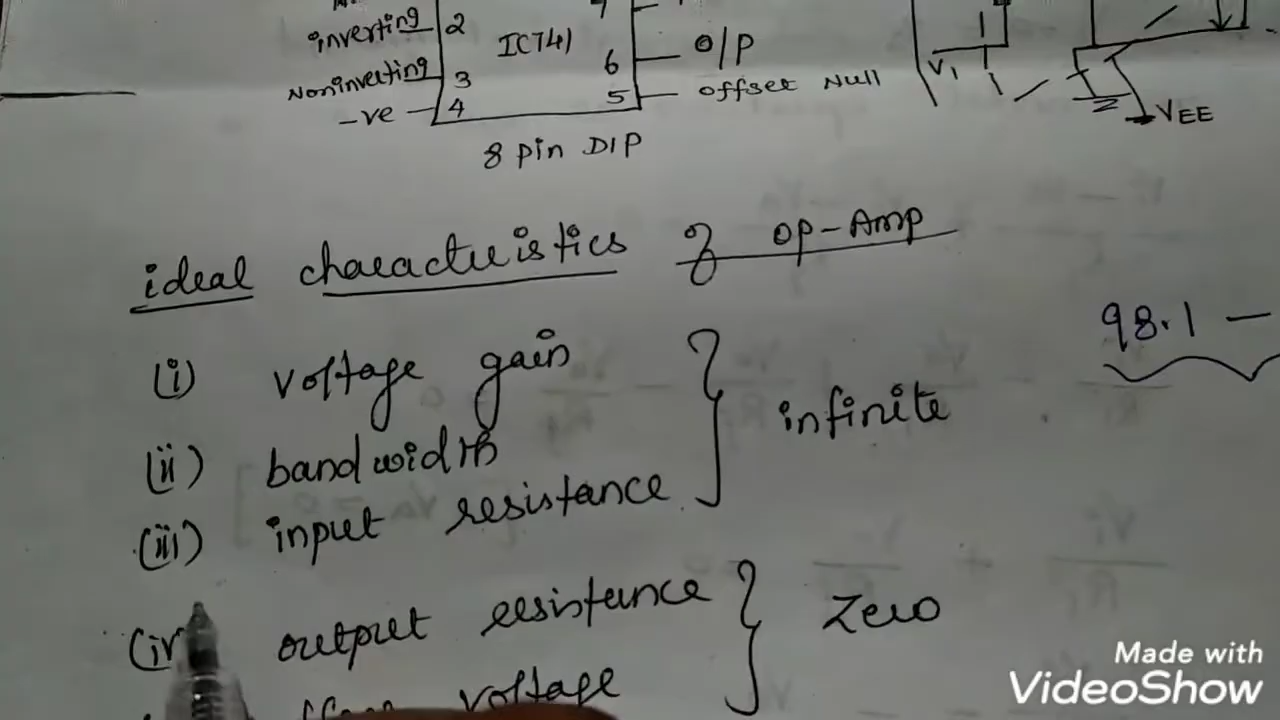 inverting 2 IC741 7
Noninverting 3 6 O/P
-ve 4 5 offset Null
8 pin DIP
V1 VEE
ideal characteristics of OP-Amp
(i) voltage gain
(ii) bandwidth
(iii) input resistance
infinite
98.1 —
(iv output resistance
voltage
Zero
Made with
VideoShow